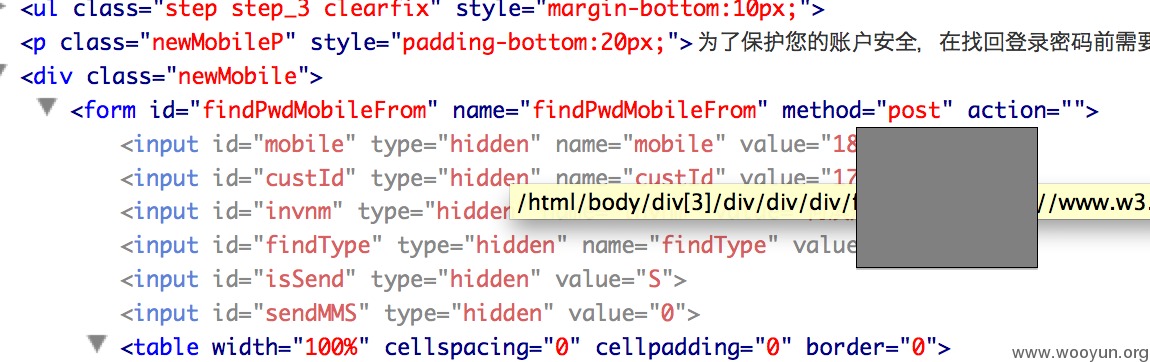 <ul class="step step_3 clearfix" style="margin-bottom:10px;">
<p class="newMobileP" style="padding-bottom:20px;">为了保护您的账户安全，在找回登录密码前需要
<div class="newMobile">
<form id="findPwdMobileFrom" name="findPwdMobileFrom" method="post" action="">
<input id="mobile" type="hidden" name="mobile" value="18
<input id="custId" type="hidden" name="custId" value="17
<input id="invnm" type="hidden"
/html/body/div[3]/div/div/div/f //www.w3.
<input id="findType" type="hidden" name="findType" value
<input id="isSend" type="hidden" value="S">
<input id="sendMMS" type="hidden" value="0">
<table width="100%" cellspacing="0" cellpadding="0" border="0">
www.wooyun.org